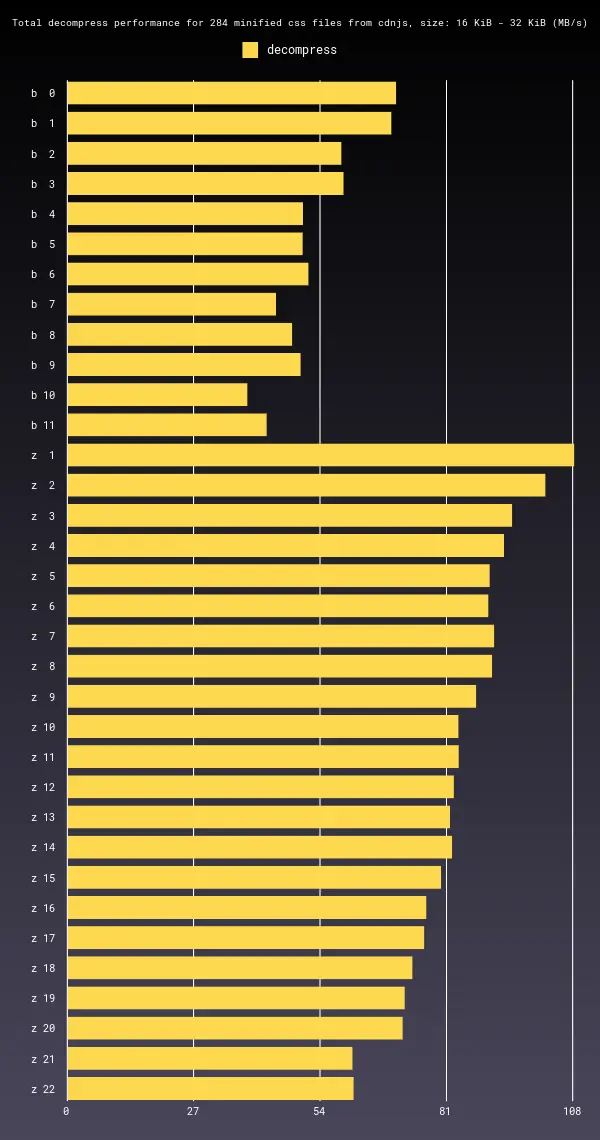 Total decompress performance for 284 minified css files from cdnjs, size: 16 KiB - 32 KiB (MB/s)
decompress
b 0
b 1
b 2
b 3
b 4
b 5
b 6
b 7
b 8
b 9
b 10
b 11
z 1
z 2
z 3
z 4
z 5
z 6
z 7
z 8
z 9
z 10
z 11
z 12
z 13
z 14
z 15
z 16
z 17
z 18
z 19
z 20
z 21
z 22
0 27 54 81 108